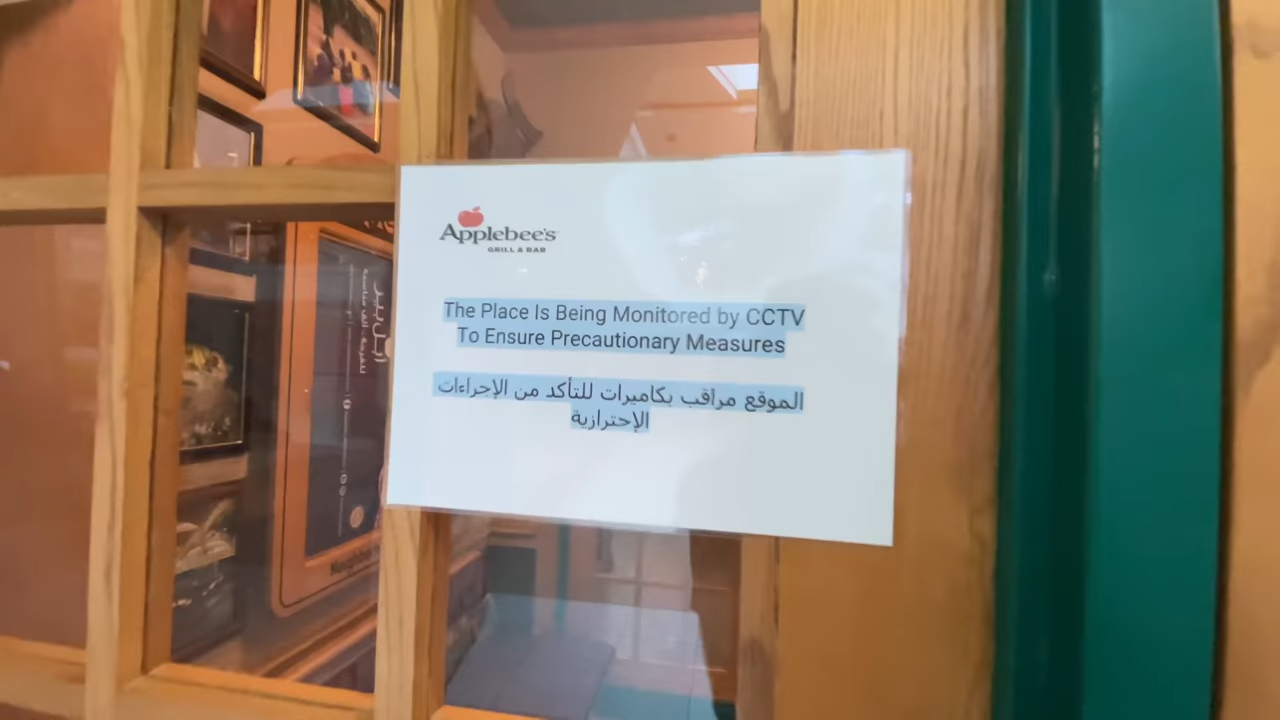 Applebee's
GRILL & BAR
The Place Is Being Monitored by CCTV
To Ensure Precautionary Measures
الموقع مراقب بكاميرات للتأكد من الإجراءات
الإحترازية